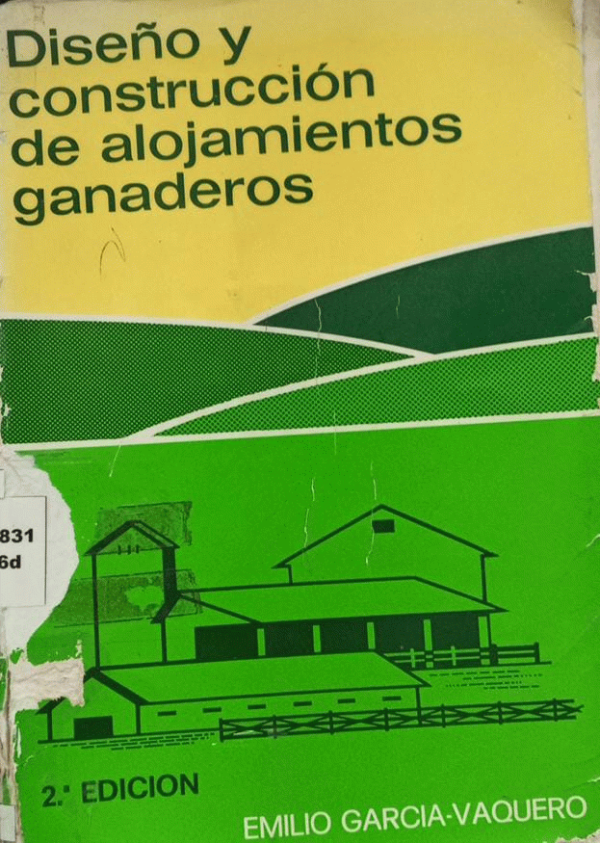 Diseño y
construcción
de alojamientos
ganaderos
831
6d
2.ª EDICION
EMILIO GARCIA-VAQUERO